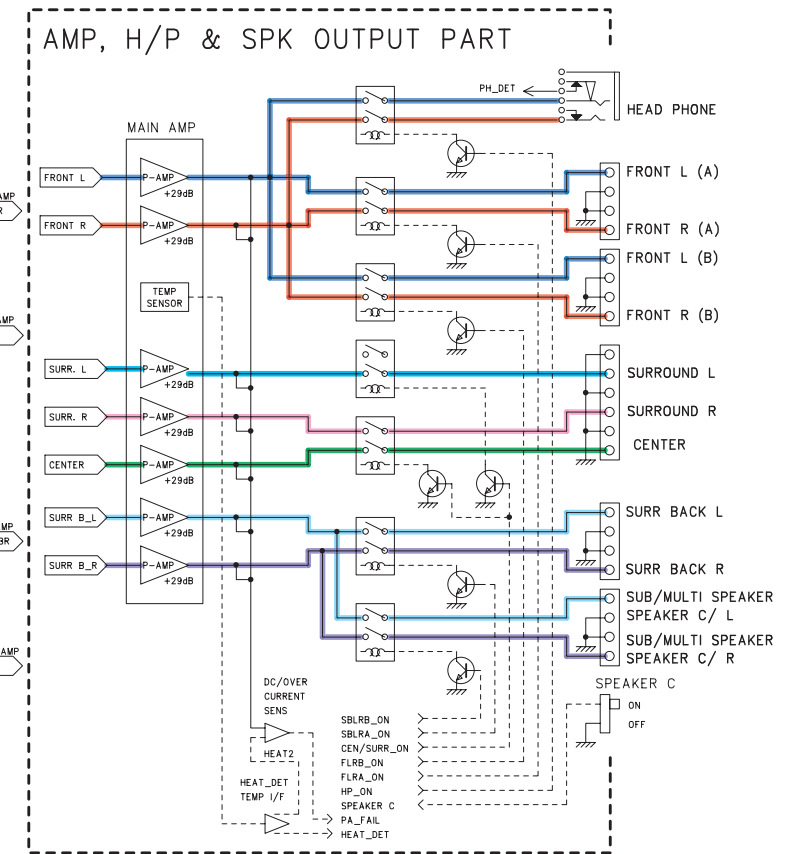 AMP, H/P & SPK OUTPUT PART
PH_DET
HEAD PHONE
MAIN AMP
AMP
R
FRONT L
P-AMP
+29dB
FRONT L (A)
FRONT R
P-AMP
+29dB
FRONT R (A)
FRONT L (B)
TEMP
SENSOR
FRONT R (B)
AMP
SURR. L
P-AMP
+29dB
SURROUND L
SURR. R
P-AMP
+29dB
SURROUND R
CENTER
P-AMP
+29dB
CENTER
SURR B_L
P-AMP
+29dB
SURR BACK L
AMP
BR
SURR B_R
P-AMP
+29dB
SURR BACK R
SUB/MULTI SPEAKER
SPEAKER C/ L
SUB/MULTI SPEAKER
SPEAKER C/ R
AMP
SPEAKER C
ON
OFF
DC/OVER
CURRENT
SENS
HEAT2
HEAT_DET
TEMP I/F
SBLRB_ON
SBLRA_ON
CEN/SURR_ON
FLRB_ON
FLRA_ON
HP_ON
SPEAKER C
PA_FAIL
HEAT_DET